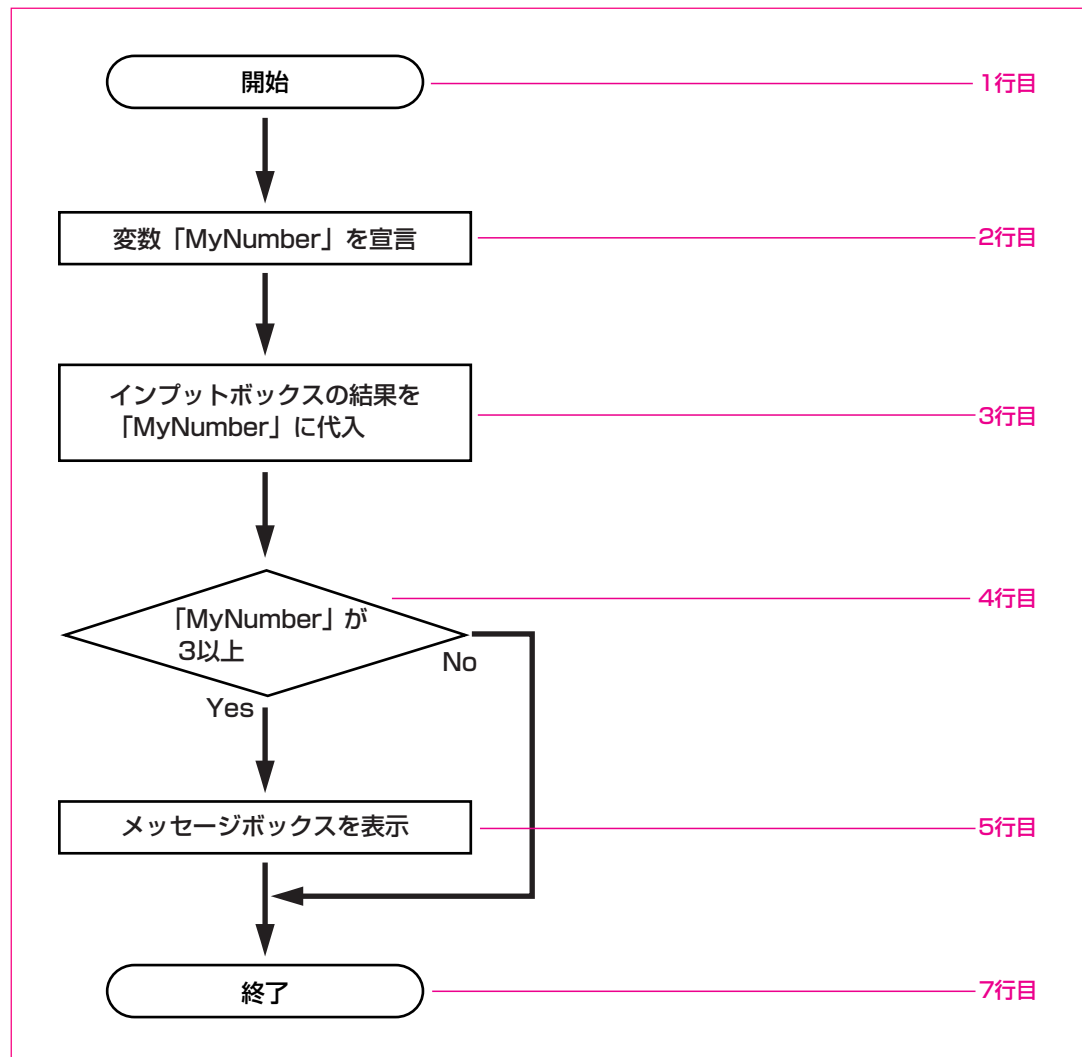 開始
1行目
変数「MyNumber」を宣言
2行目
インプットボックスの結果を
「MyNumber」に代入
3行目
「MyNumber」が
3以上
4行目
No
Yes
メッセージボックスを表示
5行目
終了
7行目